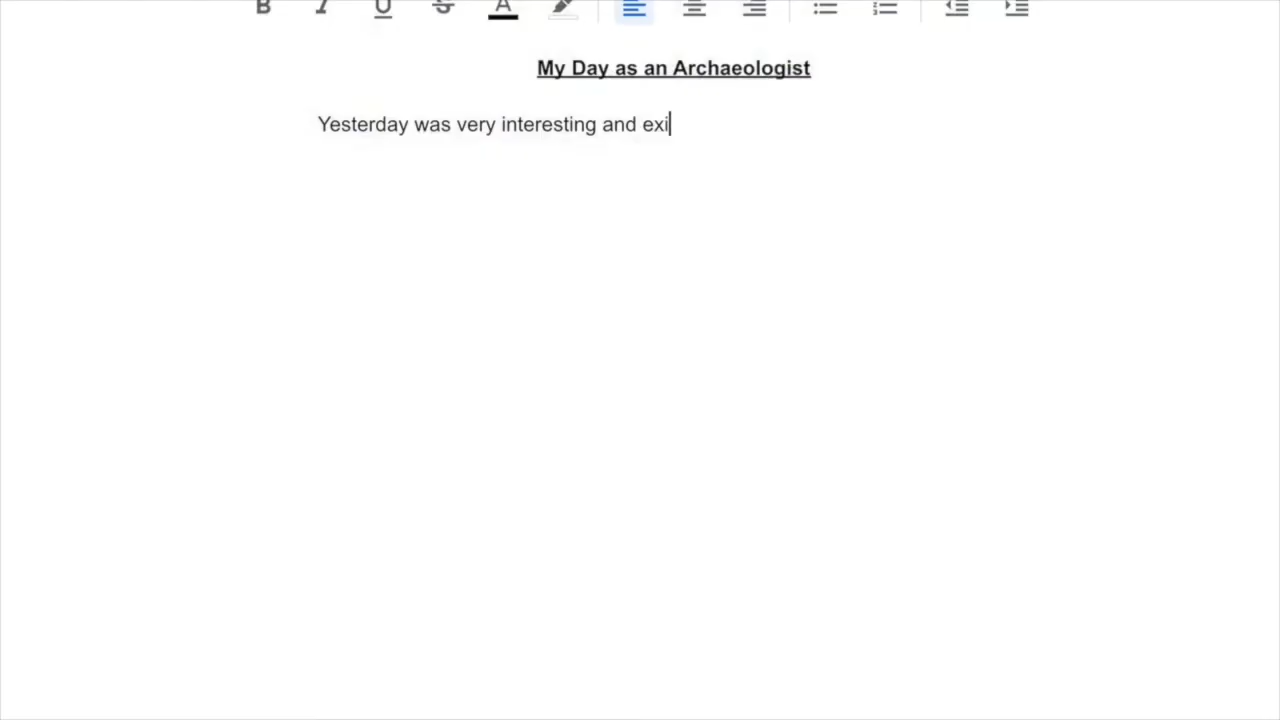 My Day as an Archaeologist
Yesterday was very interesting and exi